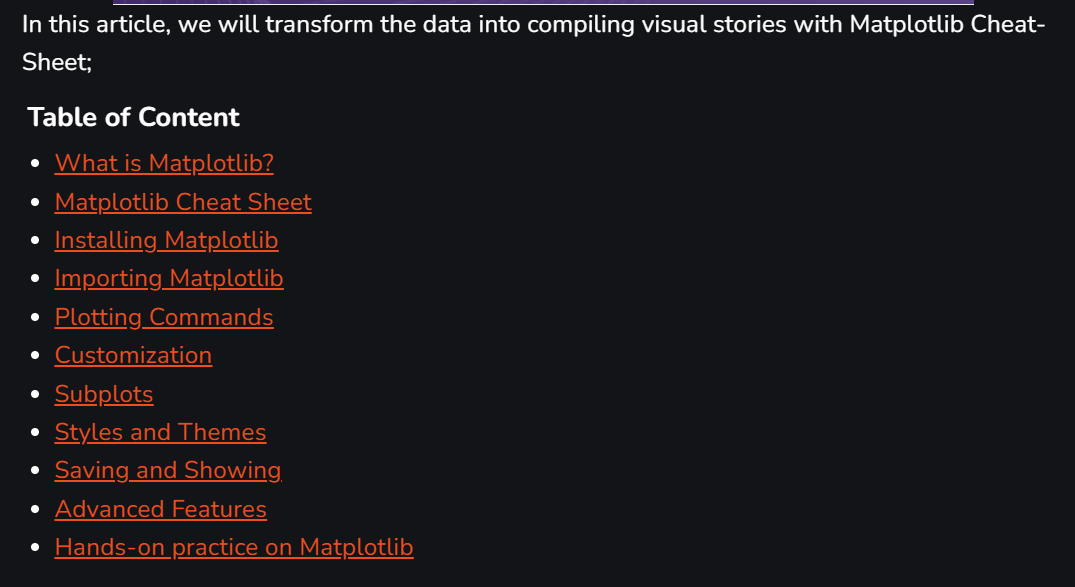 In this article, we will transform the data into compiling visual stories with Matplotlib Cheat-
Sheet;
Table of Content
What is Matplotlib?
Matplotlib Cheat Sheet
Installing Matplotlib
Importing Matplotlib
Plotting Commands
Customization
Subplots
Styles and Themes
Saving and Showing
Advanced Features
Hands-on practice on Matplotlib